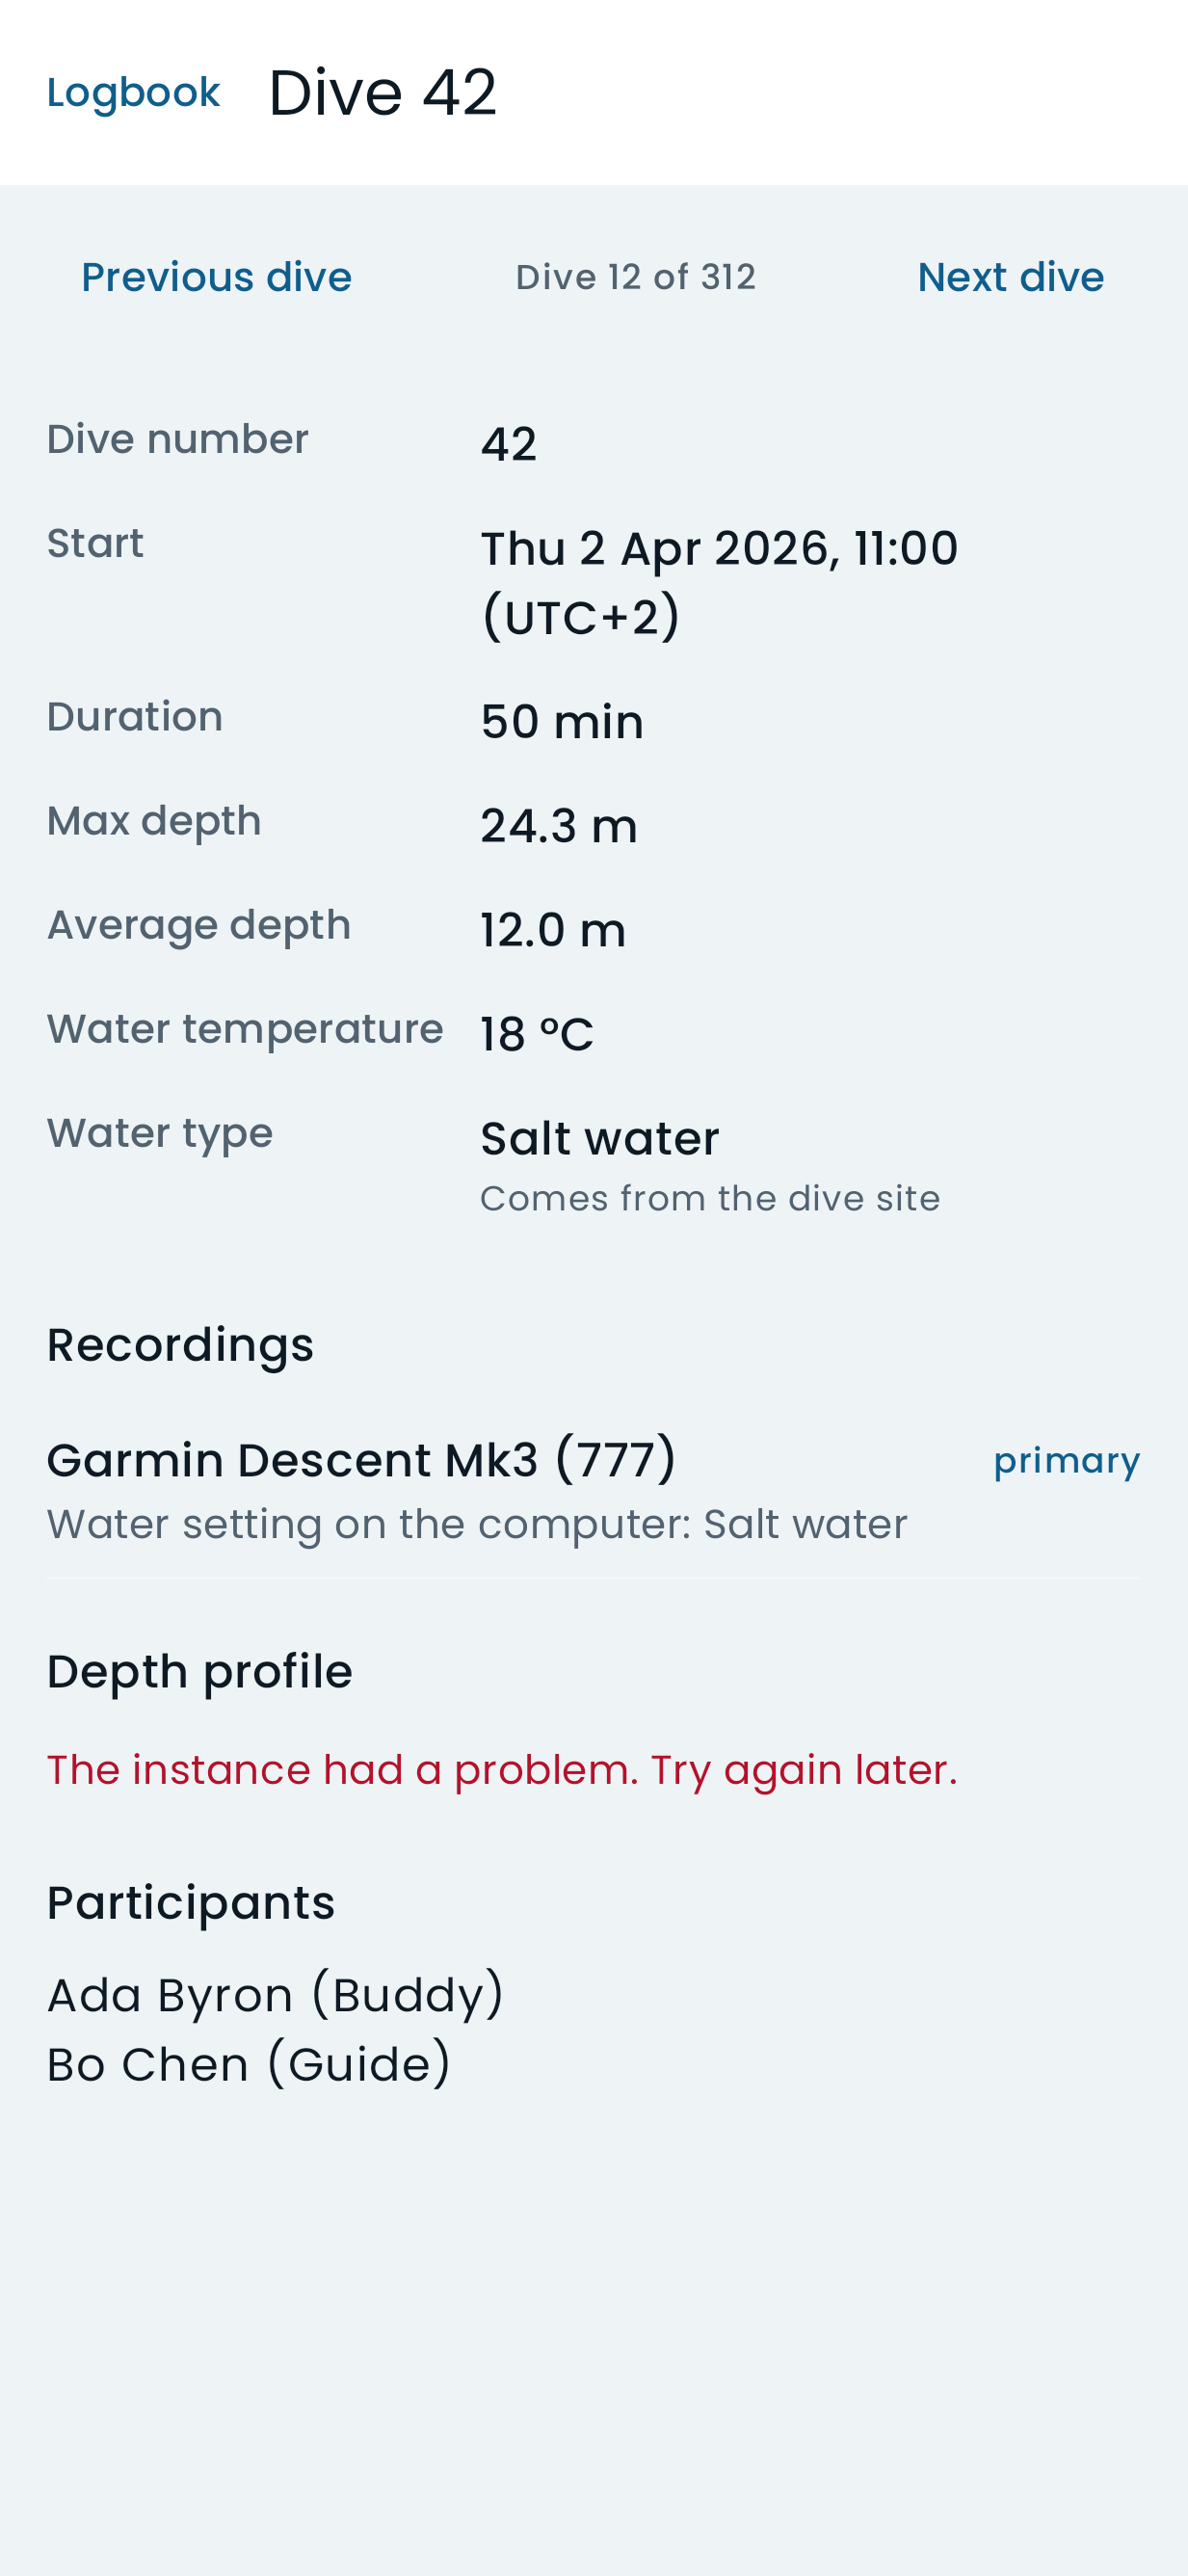 Logbook Dive 42
Previous dive Dive 12 of 312 Next dive
Dive number 42
Start Thu 2 Apr 2026, 11:00
(UTC+2)
Duration 50 min
Max depth 24.3 m
Average depth 12.0 m
Water temperature 18 °C
Water type Salt water
Comes from the dive site
Recordings
Garmin Descent Mk3 (777) primary
Water setting on the computer: Salt water
Depth profile
The instance had a problem. Try again later.
Participants
Ada Byron (Buddy)
Bo Chen (Guide)